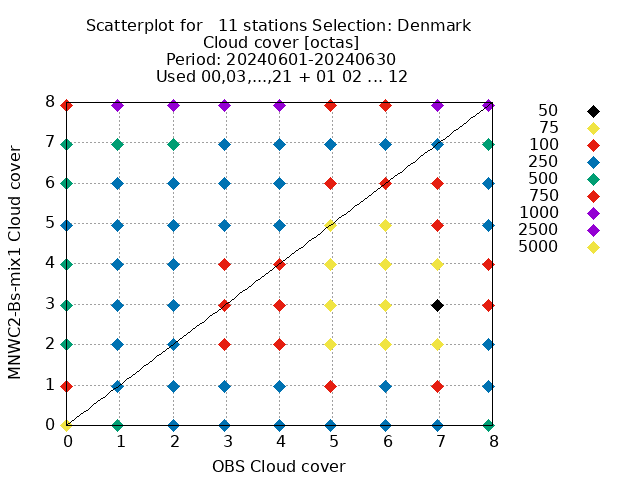 Scatterplot for   11 stations Selection: Denmark
Cloud cover [octas]
Period: 20240601-20240630
Used 00,03,...,21 + 01 02 ... 12
MNWC2-Bs-mix1 Cloud cover
8
7
6
5
4
3
2
1
0
0 1 2 3 4 5 6 7 8
OBS Cloud cover
50
75
100
250
500
750
1000
2500
5000